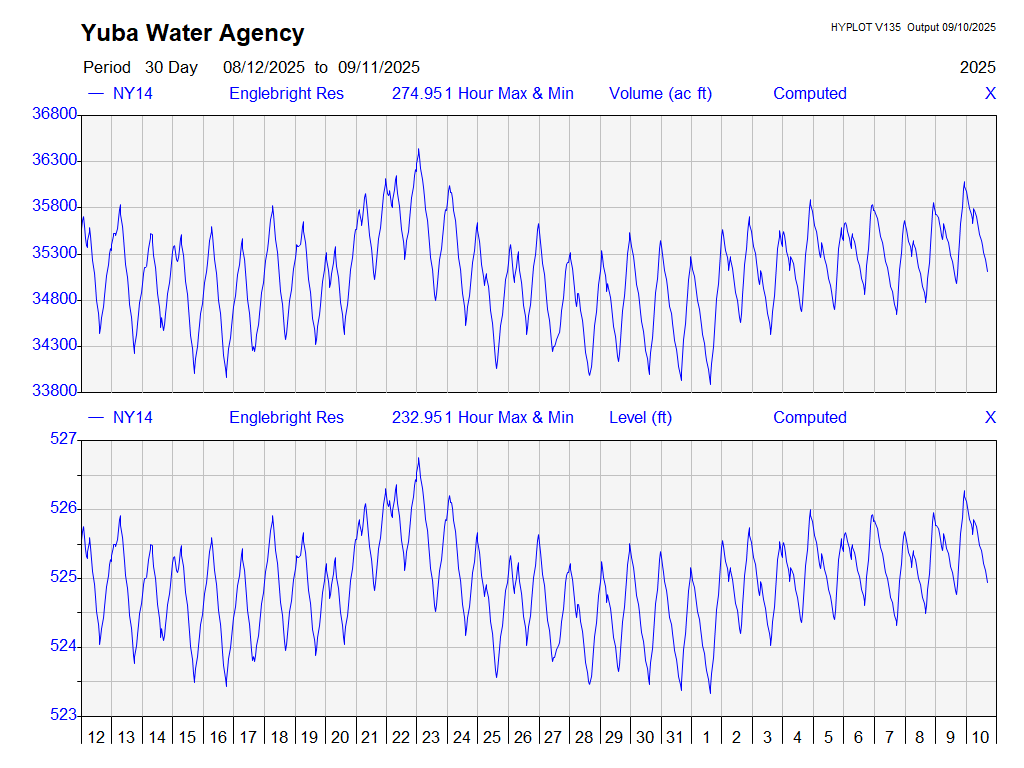 Yuba Water Agency
HYPLOT V135 Output 09/10/2025
Period 30 Day 08/12/2025 to 09/11/2025 2025
NY14 Englebright Res 274.951 Hour Max & Min Volume (ac ft) Computed X
36800
36300
35800
35300
34800
34300
33800
NY14 Englebright Res 232.951 Hour Max & Min Level (ft) Computed X
527
526
525
524
523
12 13 14 15 16 17 18 19 20 21 22 23 24 25 26 27 28 29 30 31 1 2 3 4 5 6 7 8 9 10